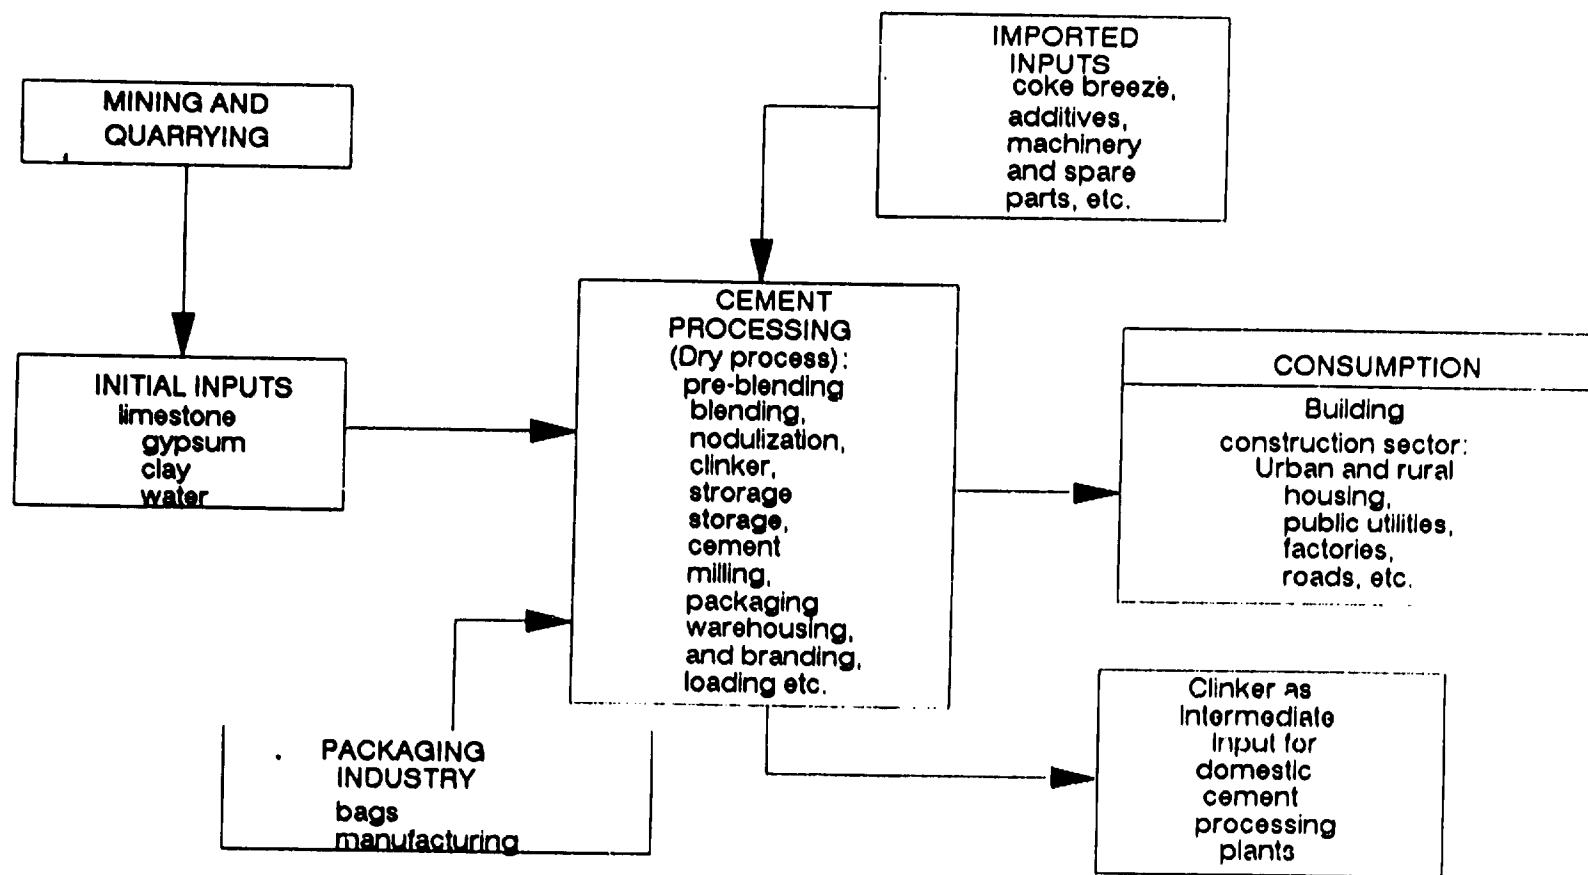 MINING AND
QUARRYING
IMPORTED
INPUTS
coke breeze,
additives,
machinery
and spare
parts, etc.
INITIAL INPUTS
limestone
gypsum
clay
water
CEMENT
PROCESSING
(Dry process):
pre-blending
blending,
nodulization,
clinker,
strorage
storage,
cement
milling,
packaging
warehousing,
and branding,
loading etc.
CONSUMPTION
Building
construction sector:
Urban and rural
housing,
public utilities,
factories,
roads, etc.
PACKAGING
INDUSTRY
bags
manufacturing
Clinker as
Intermediate
Input for
domestic
cement
processing
plants